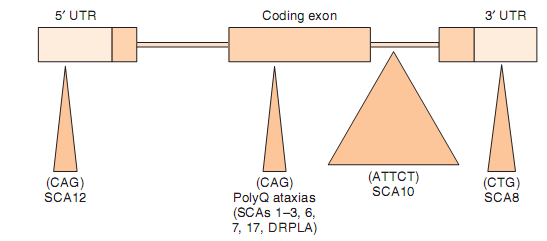 5′ UTR
Coding exon
3′ UTR
(CAG)
SCA12
(CAG)
PolyQ ataxias
(SCAs 1–3, 6,
7, 17, DRPLA)
(ATTCT)
SCA10
(CTG)
SCA8